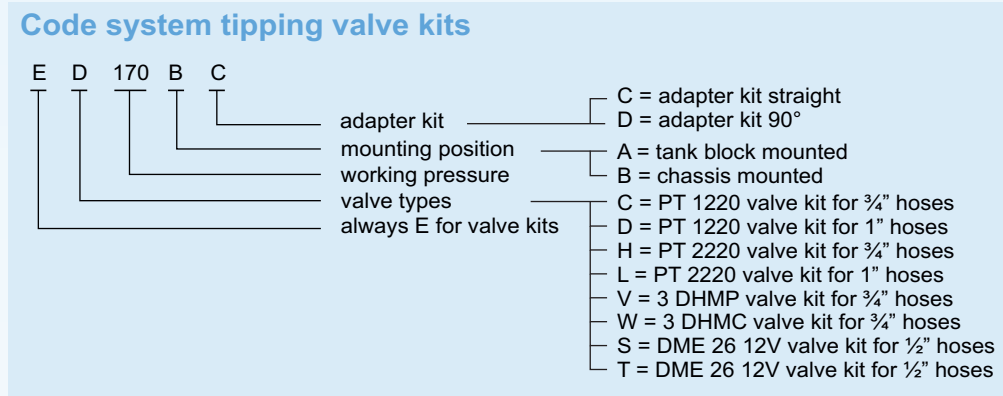 Code system tipping valve kits
E D 170 B C
adapter kit
mounting position
working pressure
valve types
always E for valve kits
C = adapter kit straight
D = adapter kit 90°
A = tank block mounted
B = chassis mounted
C = PT 1220 valve kit for ¾” hoses
D = PT 1220 valve kit for 1” hoses
H = PT 2220 valve kit for ¾” hoses
L = PT 2220 valve kit for 1” hoses
V = 3 DHMP valve kit for ¾” hoses
W = 3 DHMC valve kit for ¾” hoses
S = DME 26 12V valve kit for ½” hoses
T = DME 26 12V valve kit for ½” hoses